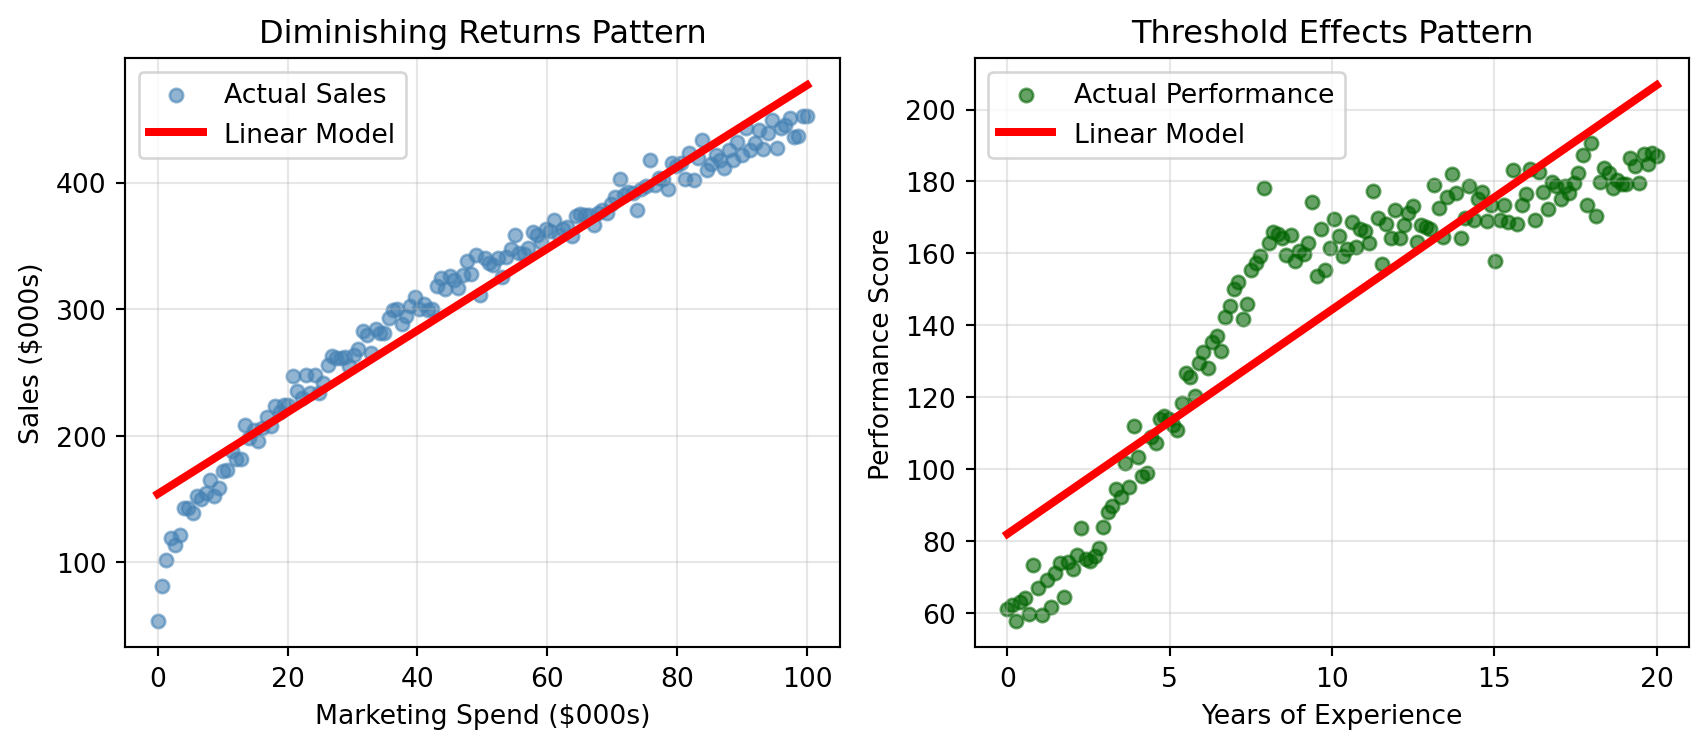 Diminishing Returns Pattern
Actual Sales
Linear Model
Sales ($000s)
400
300
200
100
0 20 40 60 80 100
Marketing Spend ($000s)
Threshold Effects Pattern
Actual Performance
Linear Model
Performance Score
200
180
160
140
120
100
80
60
0 5 10 15 20
Years of Experience